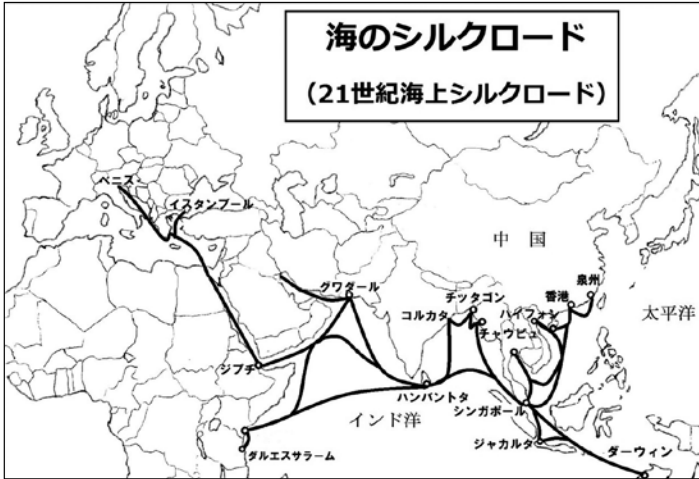 海のシルクロード
（21世紀海上シルクロード）
ベニス
イスタンブール
中国
泉州
香港
太平洋
グワダール
チッタゴン
ハイフォン
コルカタ
チャウピュ
ジブチ
ハンバントタ
シンガポール
インド洋
ジャカルタ
ダルエスサラーム
ダーウィン